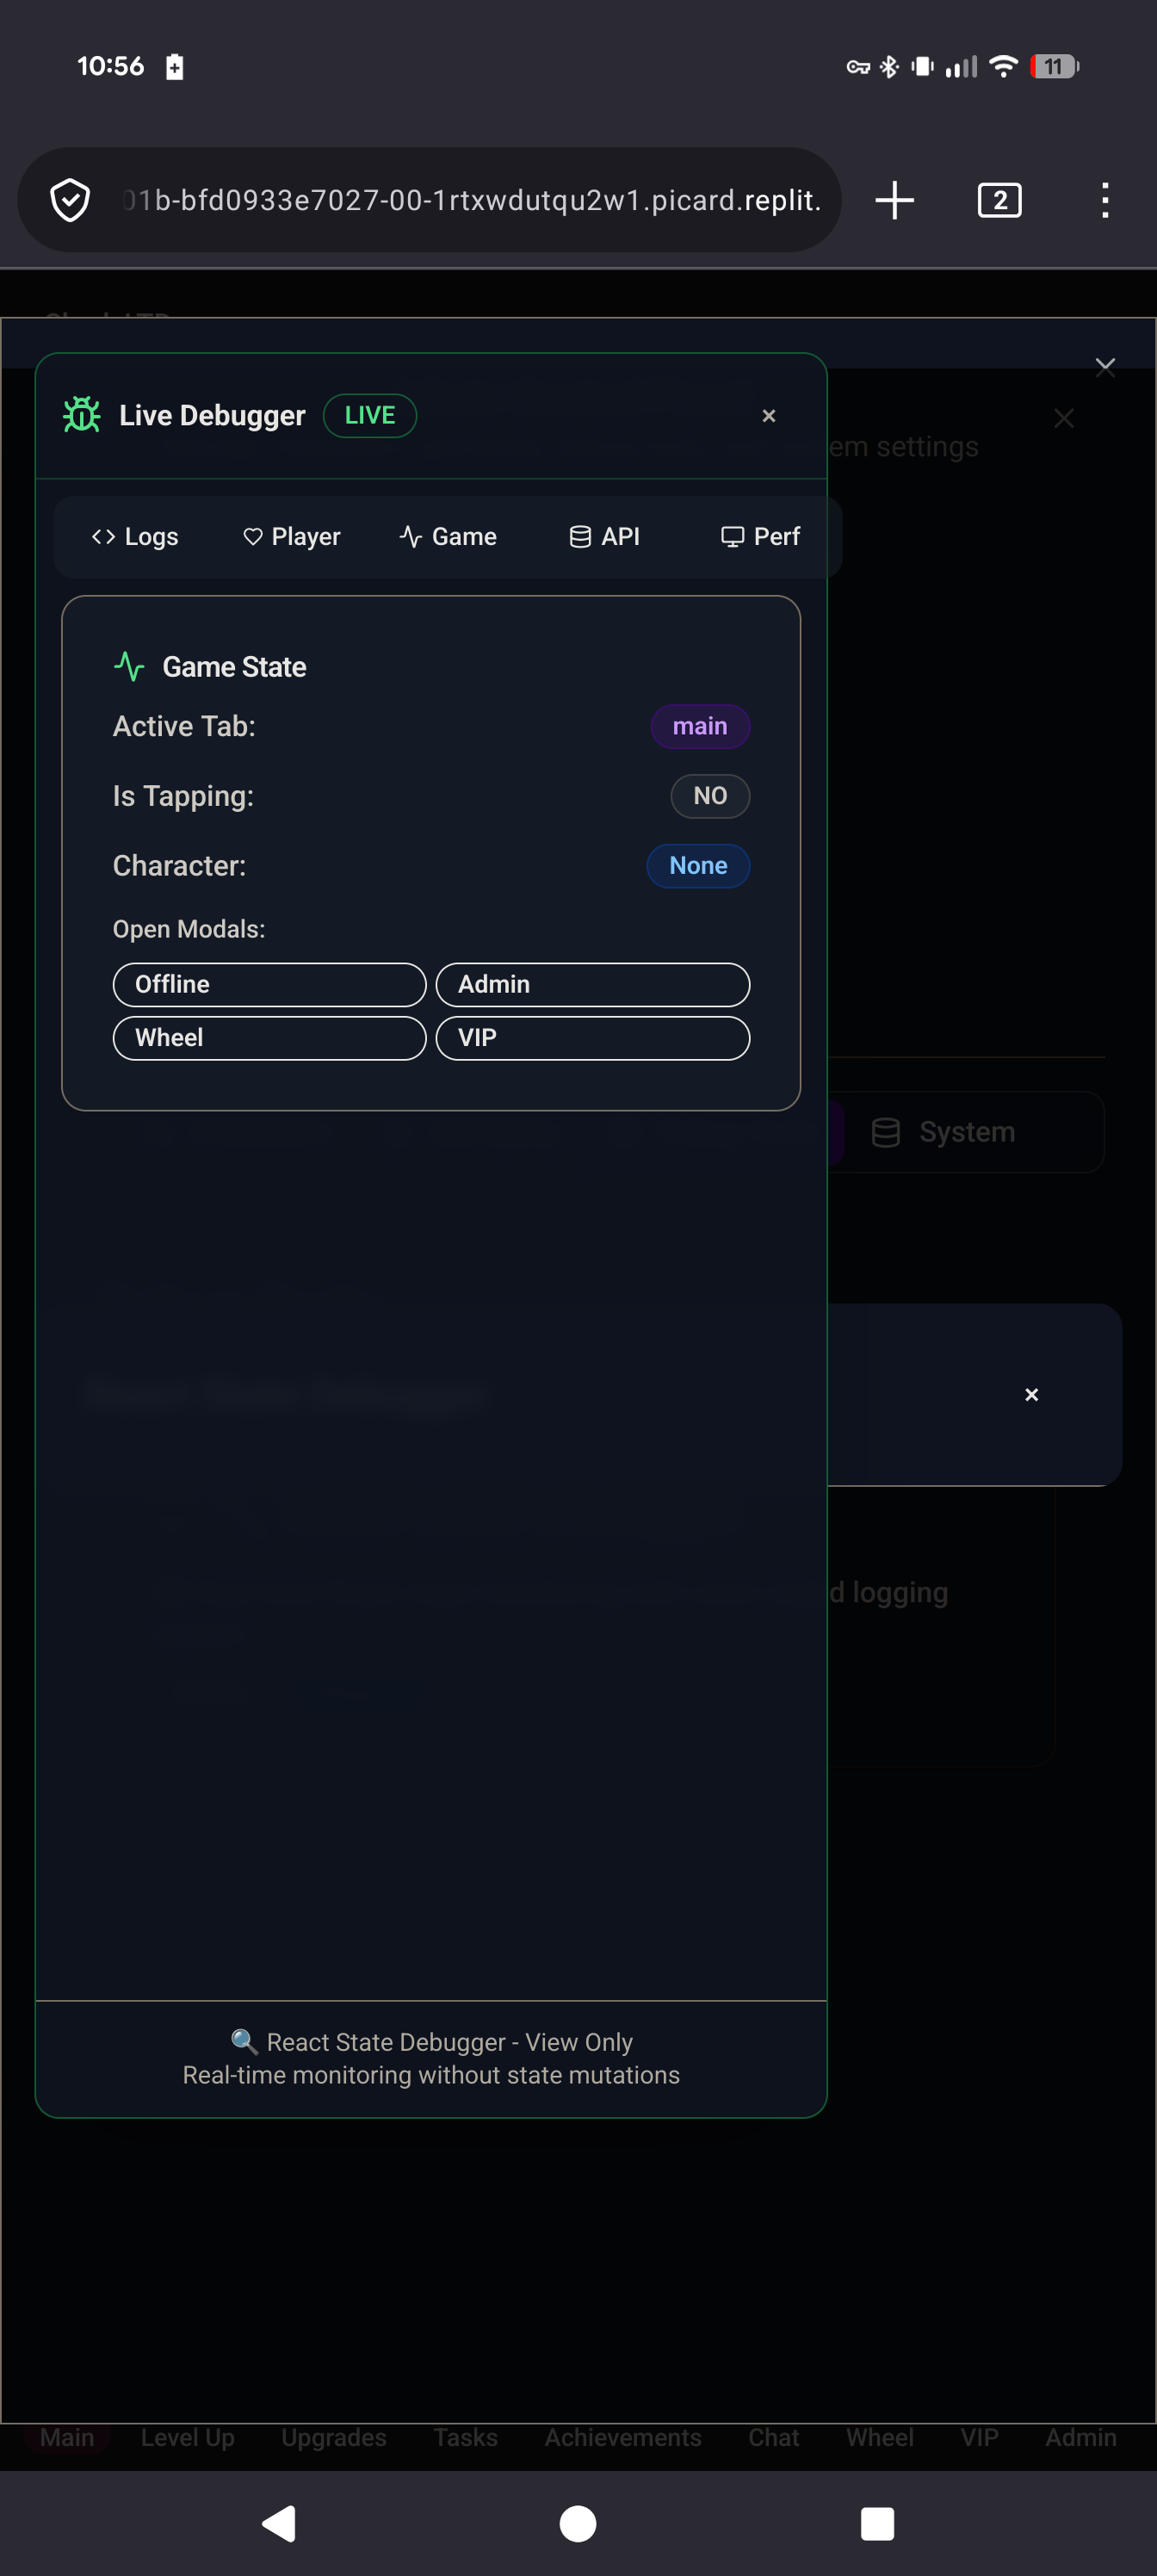 10:56
11
01b-bfd0933e7027-00-1rtxwdutqu2w1.picard.replit.
2
Live Debugger
LIVE
×
em settings
Logs
Player
Game
API
Perf
Game State
Active Tab:
main
Is Tapping:
NO
Character:
None
Open Modals:
Offline
Admin
Wheel
VIP
System
React State Debugger
×
d logging
🔍 React State Debugger - View Only
Real-time monitoring without state mutations
Main
Level Up
Upgrades
Tasks
Achievements
Chat
Wheel
VIP
Admin